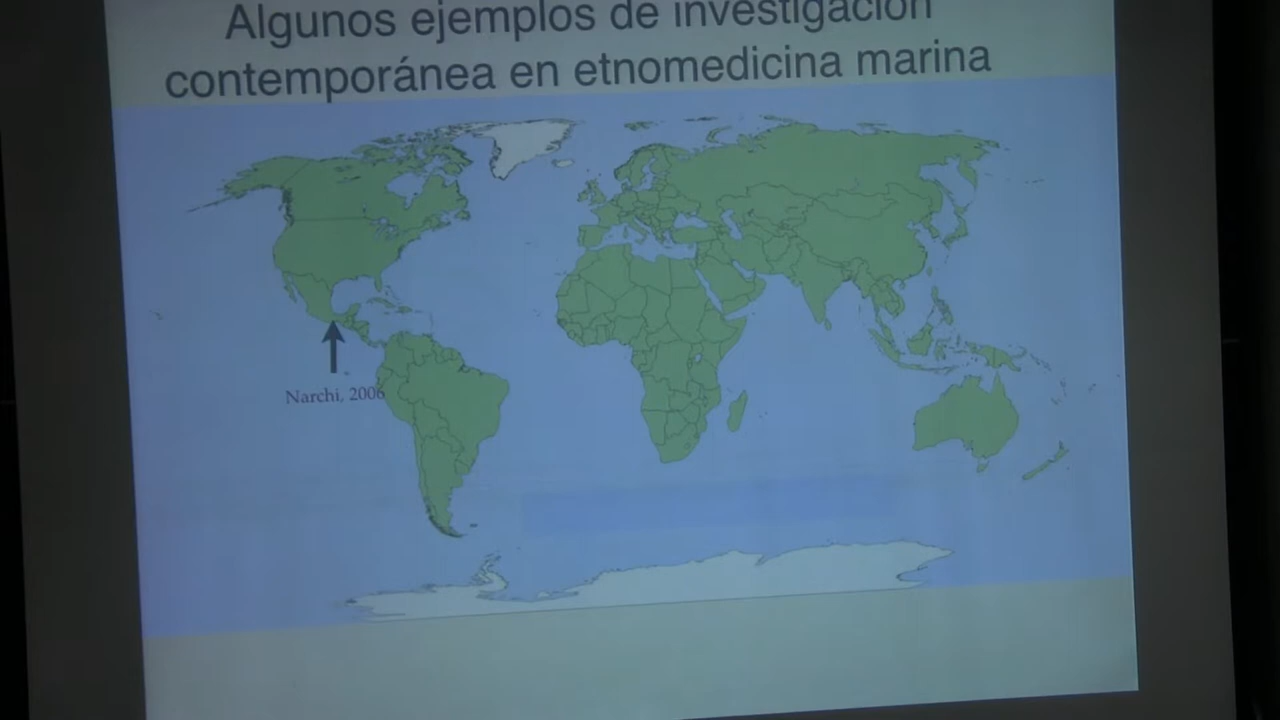 Algunos ejemplos de investigación
contemporánea en etnomedicina marina
Narchi, 2006